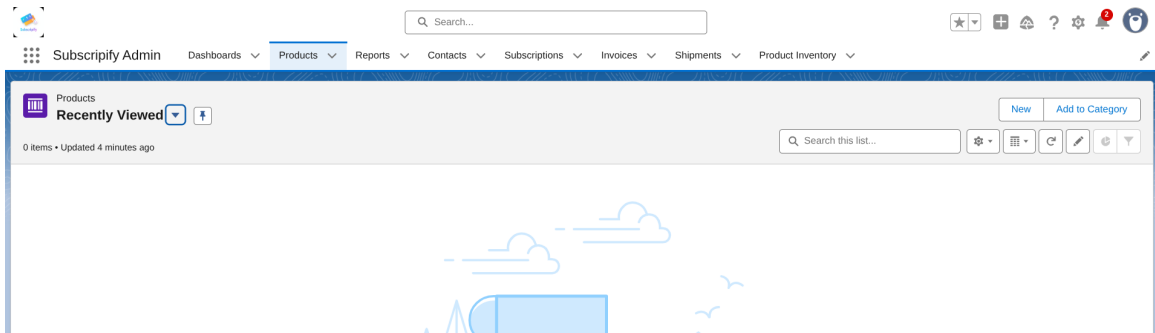 Search...
2
Subscripify Admin
Dashboards
Products
Reports
Contacts
Subscriptions
Invoices
Shipments
Product Inventory
Products
Recently Viewed
New
Add to Category
0 items • Updated 4 minutes ago
Search this list...